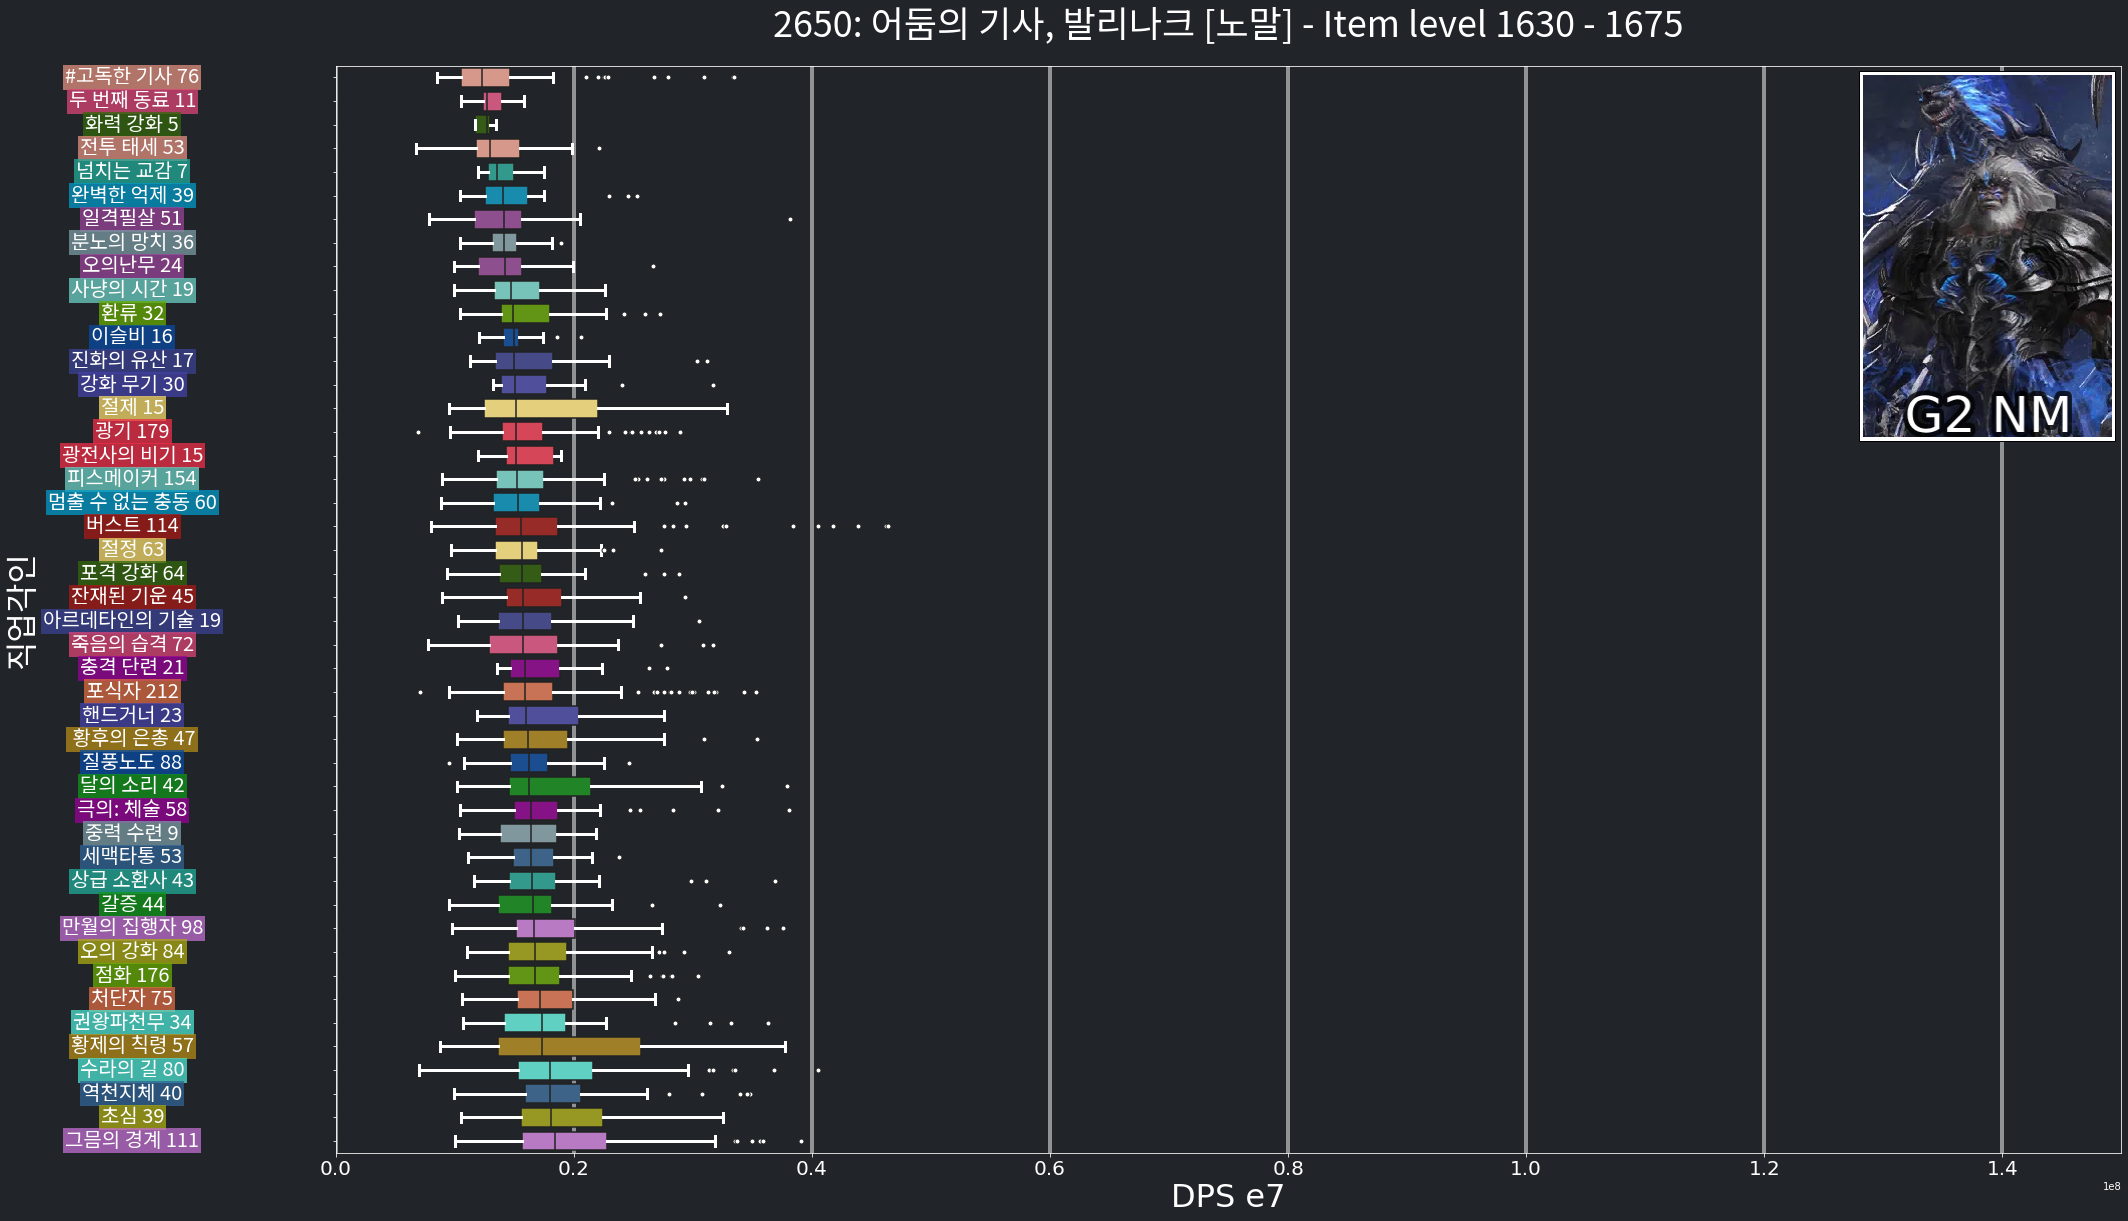 2650: 어둠의 기사, 발리나크 [노말] - Item level 1630 - 1675
#고독한 기사 76
두 번째 동료 11
화력 강화 5
전투 태세 53
넘치는 교감 7
완벽한 억제 39
일격필살 51
분노의 망치 36
오의난무 24
사냥의 시간 19
환류 32
이슬비 16
진화의 유산 17
강화 무기 30
절제 15
광기 179
광전사의 비기 15
피스메이커 154
멈출 수 없는 충동 60
버스트 114
절정 63
포격 강화 64
잔재된 기운 45
아르데타인의 기술 19
죽음의 습격 72
충격 단련 21
포식자 212
핸드거너 23
황후의 은총 47
질풍노도 88
달의 소리 42
극의: 체술 58
중력 수련 9
세맥타통 53
상급 소환사 43
갈증 44
만월의 집행자 98
오의 강화 84
점화 176
처단자 75
권왕파천무 34
황제의 칙령 57
수라의 길 80
역천지체 40
초심 39
그믐의 경계 111
직업각인
G2 NM
0.0 0.2 0.4 0.6 0.8 1.0 1.2 1.4
1e8
DPS e7